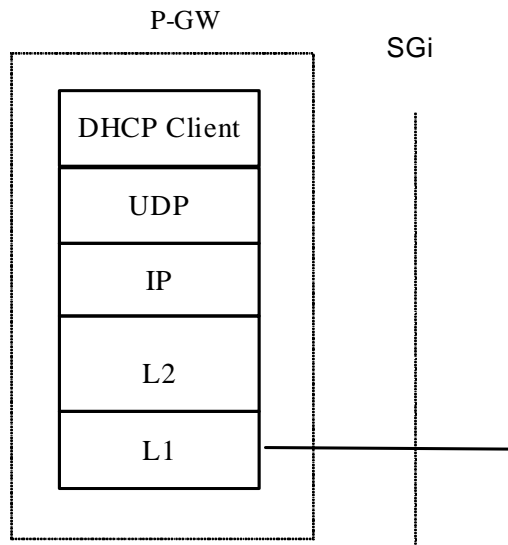 P-GW
SGi
DHCP Client
UDP
IP
L2
L1